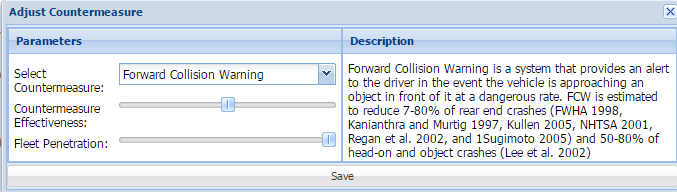 Adjust Countermeasure
Parameters
Description
Select
Countermeasure:
Forward Collision Warning
Countermeasure
Effectiveness:
Fleet Penetration:
Forward Collision Warning is a system that provides an alert
to the driver in the event the vehicle is approaching an
object in front of it at a dangerous rate. FCW is estimated
to reduce 7-80% of rear end crashes (FWHA 1998,
Kanianthra and Murtig 1997, Kullen 2005, NHTSA 2001,
Regan et al. 2002, and 1Sugimoto 2005) and 50-80% of
head-on and object crashes (Lee et al. 2002)
Save